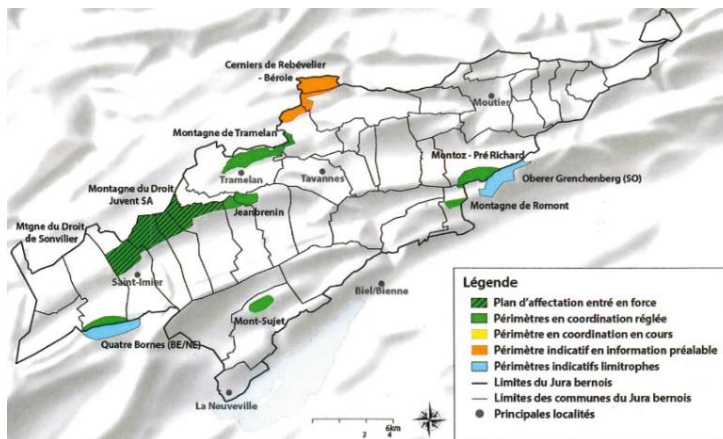 Cerniers de Rebévelier
- Béroie
Moutier
Montagne de Tramelan
Montoz - Pré Richard
Tramelan
Tavannes
Oberer Grenchenberg (SO)
Montagne du Droit
Juvent SA
Jeanbrenin
Montagne de Romont
Mtgne du Droit
de Sonvilier
Saint-Imier
Biel/Bienne
Mont-Sujet
Quatre Bornes (BE/NE)
La Neuveville
Légende
Plan d'affectation entré en force
Périmètres en coordination réglée
Périmètre en coordination en cours
Périmètre indicatif en information préalable
Périmètres indicatifs limitrophes
Limites du Jura bernois
Limites des communes du Jura bernois
Principales localités
6km
2 4